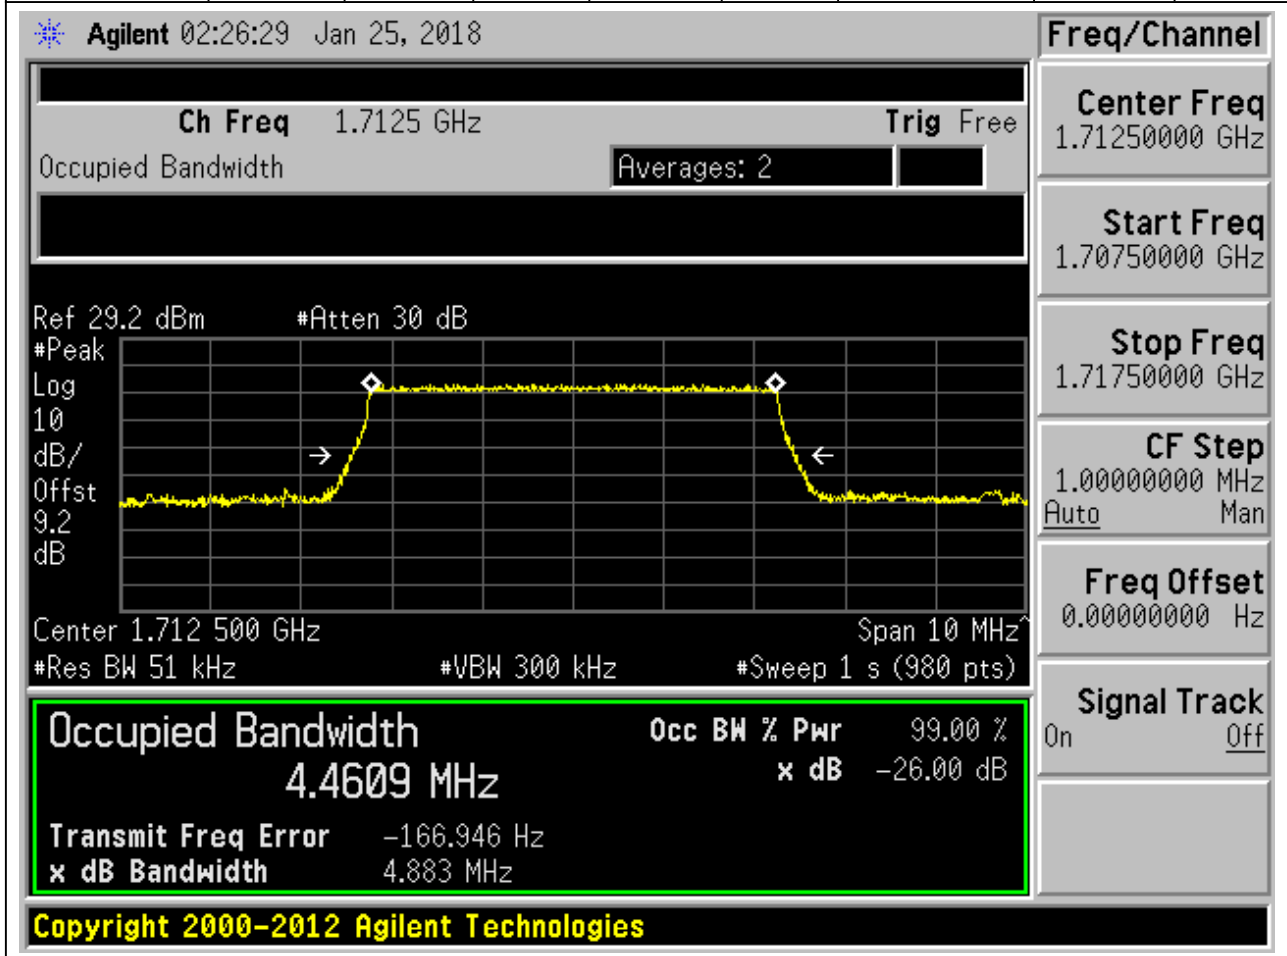 Agilent 02:26:29 Jan 25, 2018
Freq/Channel
Ch Freq 1.7125 GHz Trig Free
Occupied Bandwidth Averages: 2
Center Freq
1.71250000 GHz
Start Freq
1.70750000 GHz
Stop Freq
1.71750000 GHz
CF Step
1.00000000 MHz
Auto Man
Freq Offset
0.00000000 Hz
Signal Track
On Off
Ref 29.2 dBm #Atten 30 dB
#Peak
Log
10
dB/
Offst
9.2
dB
Center 1.712 500 GHz Span 10 MHz^
#Res BW 51 kHz #VBW 300 kHz #Sweep 1 s (980 pts)
Occupied Bandwidth Occ BW % Pwr 99.00 %
4.4609 MHz x dB -26.00 dB
Transmit Freq Error -166.946 Hz
x dB Bandwidth 4.883 MHz
Copyright 2000-2012 Agilent Technologies